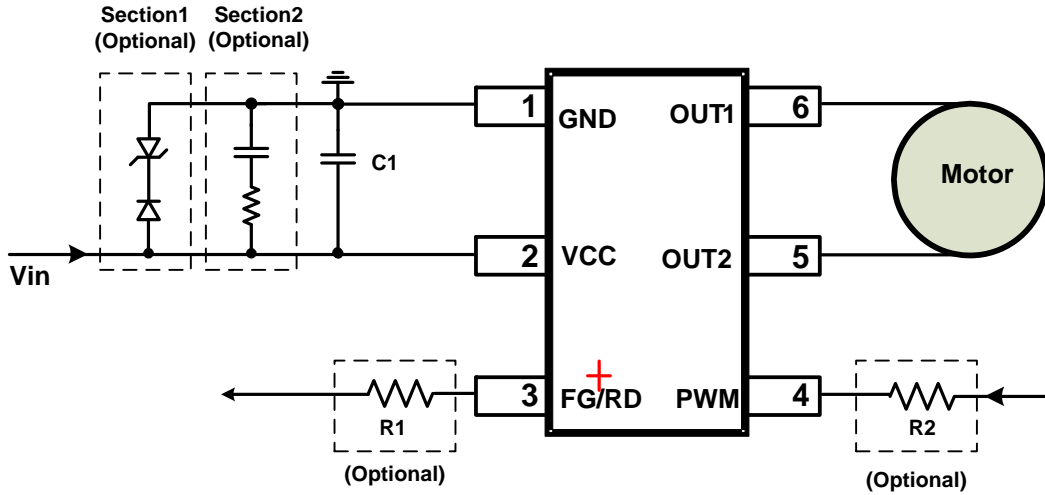 Section1
(Optional)
Section2
(Optional)
1
GND
OUT1
6
C1
Motor
Vin
2
VCC
OUT2
5
3
FG/RD
PWM
4
R1
(Optional)
R2
(Optional)